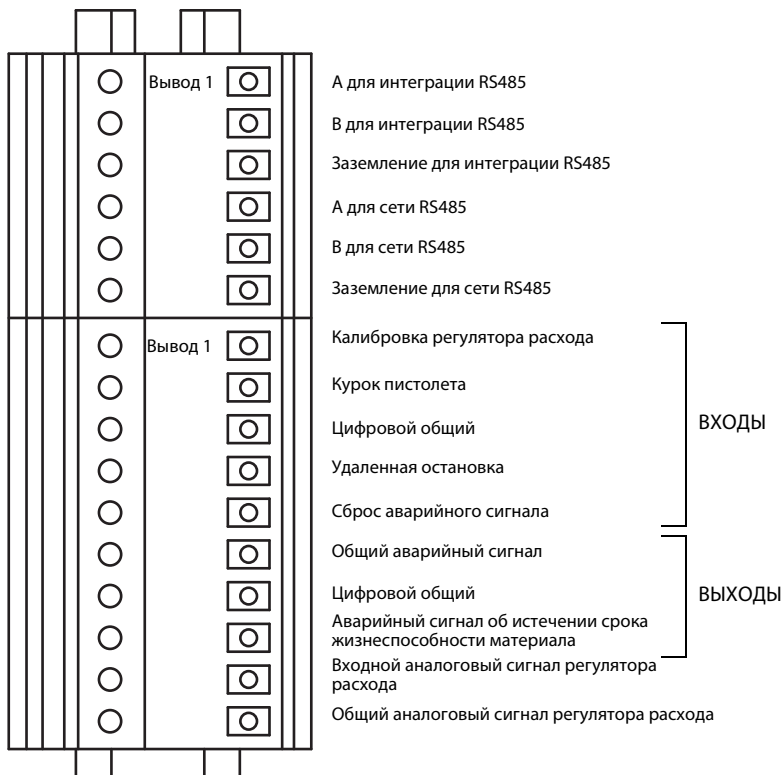 Вывод 1
А для интеграции RS485
В для интеграции RS485
Заземление для интеграции RS485
А для сети RS485
В для сети RS485
Заземление для сети RS485
Вывод 1
Калибровка регулятора расхода
Курок пистолета
Цифровой общий
Удаленная остановка
Сброс аварийного сигнала
ВХОДЫ
Общий аварийный сигнал
Цифровой общий
Аварийный сигнал об истечении срока
жизнеспособности материала
ВЫХОДЫ
Входной аналоговый сигнал регулятора
расхода
Общий аналоговый сигнал регулятора расхода